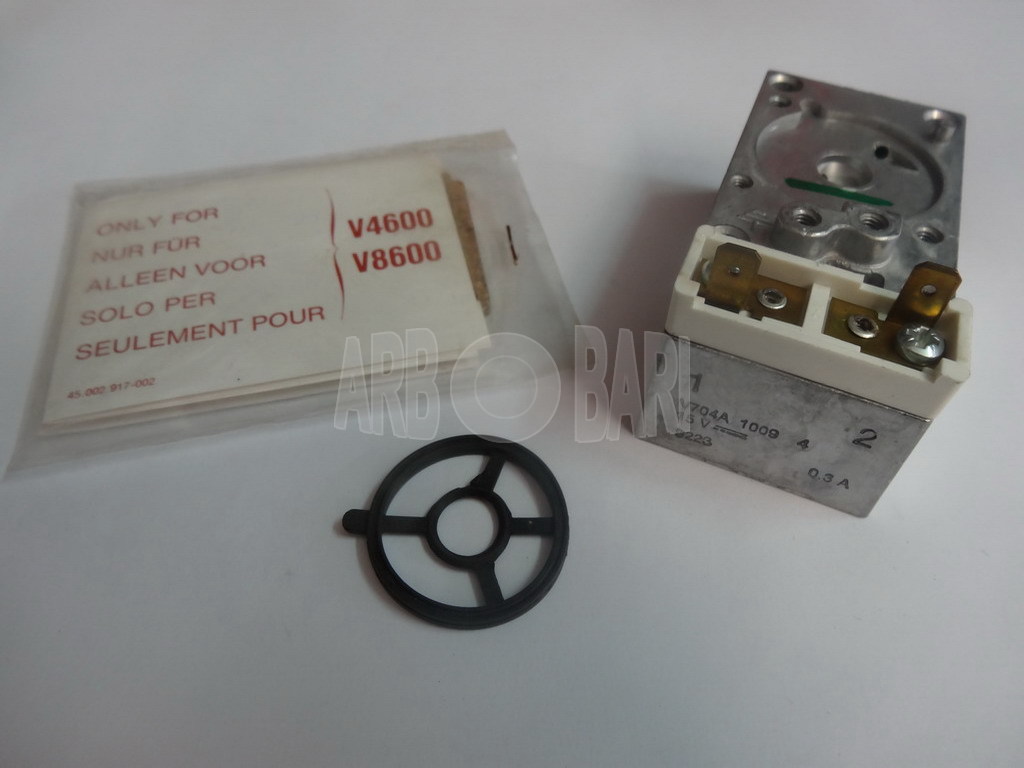 ONLY FOR
NUR FÜR
ALLEEN VOOR
SOLO PER
SEULEMENT POUR
V4600
V8600
45.002.917-002
ARB BARI
1
V704A 1009 4
2
9223
0.3 A